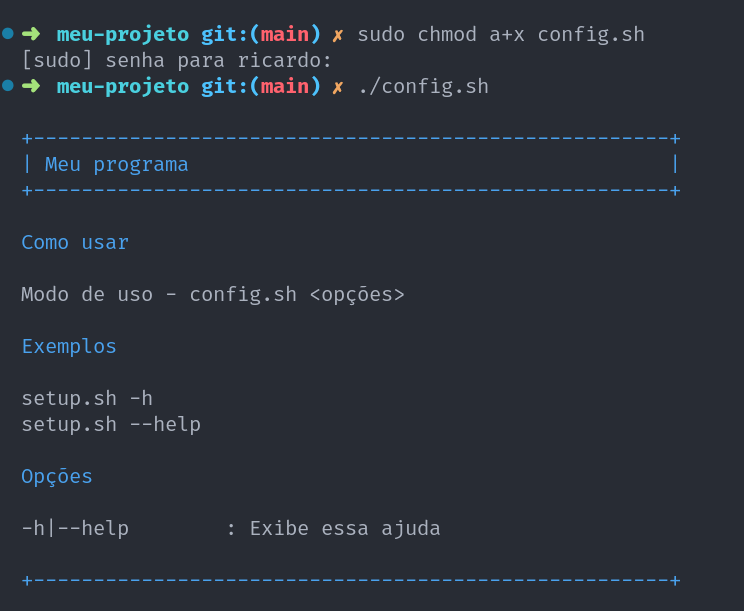 ➜ meu-projeto git:(main) ✗ sudo chmod a+x config.sh
[sudo] senha para ricardo:
➜ meu-projeto git:(main) ✗ ./config.sh
+-----------------------------------------------------+
| Meu programa                                        |
+-----------------------------------------------------+
Como usar
Modo de uso - config.sh <opções>
Exemplos
setup.sh -h
setup.sh --help
Opções
-h|--help        : Exibe essa ajuda
+-----------------------------------------------------+